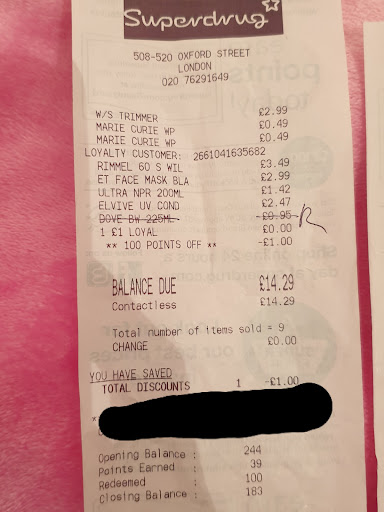 Superdrug
508-520 OXFORD STREET
LONDON
020 76291649
W/S TRIMMER £2.99
MARIE CURIE WP £0.49
MARIE CURIE WP £0.49
LOYALTY CUSTOMER: 2661041635682
RIMMEL 60 S WIL £3.49
ET FACE MASK BLA £2.99
ULTRA NPR 200ML £1.42
ELVIVE UV COND £2.47
DOVE BW 225ML £0.95 R
1 £1 LOYAL £0.00
** 100 POINTS OFF ** -£1.00
BALANCE DUE £14.29
Contactless £14.29
Total number of items sold = 9
CHANGE £0.00
YOU HAVE SAVED
TOTAL DISCOUNTS 1 -£1.00
*
Opening Balance : 244
Points Earned : 39
Redeemed : 100
Closing Balance : 183